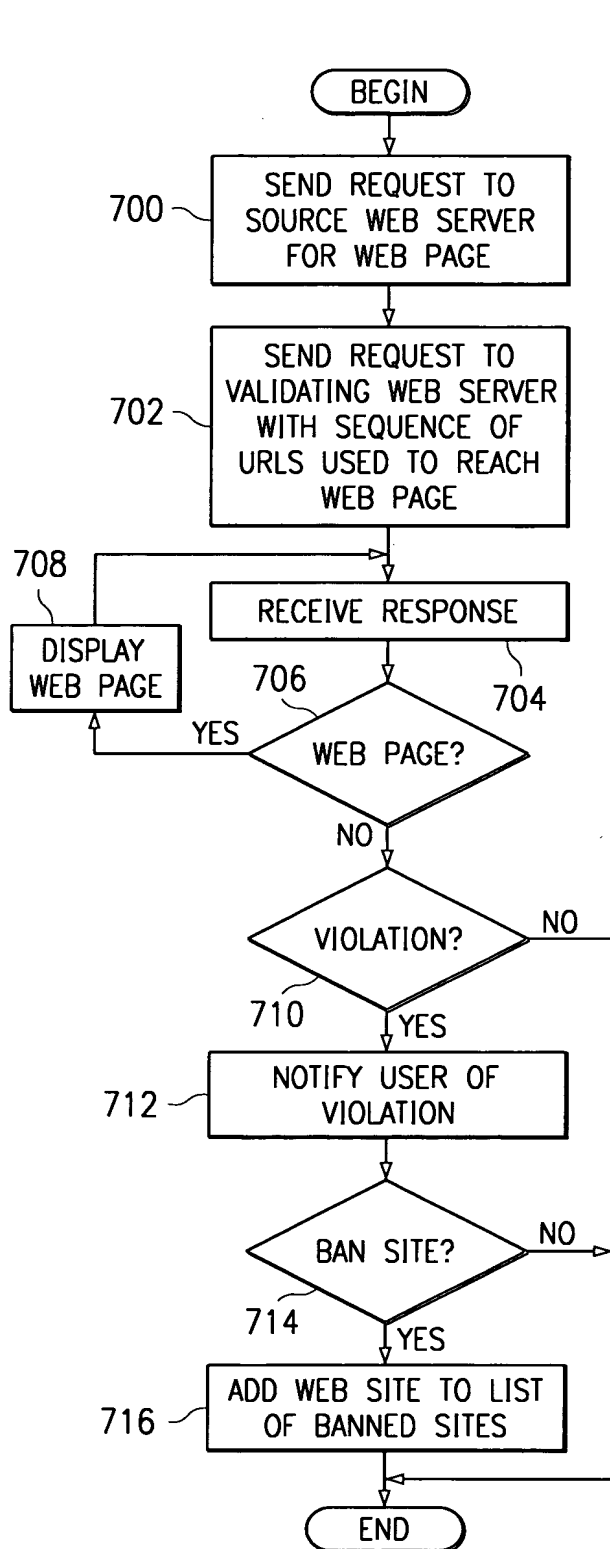 BEGIN
700
SEND REQUEST TO
SOURCE WEB SERVER
FOR WEB PAGE
702
SEND REQUEST TO
VALIDATING WEB SERVER
WITH SEQUENCE OF
URLS USED TO REACH
WEB PAGE
708
DISPLAY
WEB PAGE
RECEIVE RESPONSE
704
706
YES
WEB PAGE?
NO
VIOLATION?
NO
710
YES
712
NOTIFY USER OF
VIOLATION
BAN SITE?
NO
714
YES
716
ADD WEB SITE TO LIST
OF BANNED SITES
END